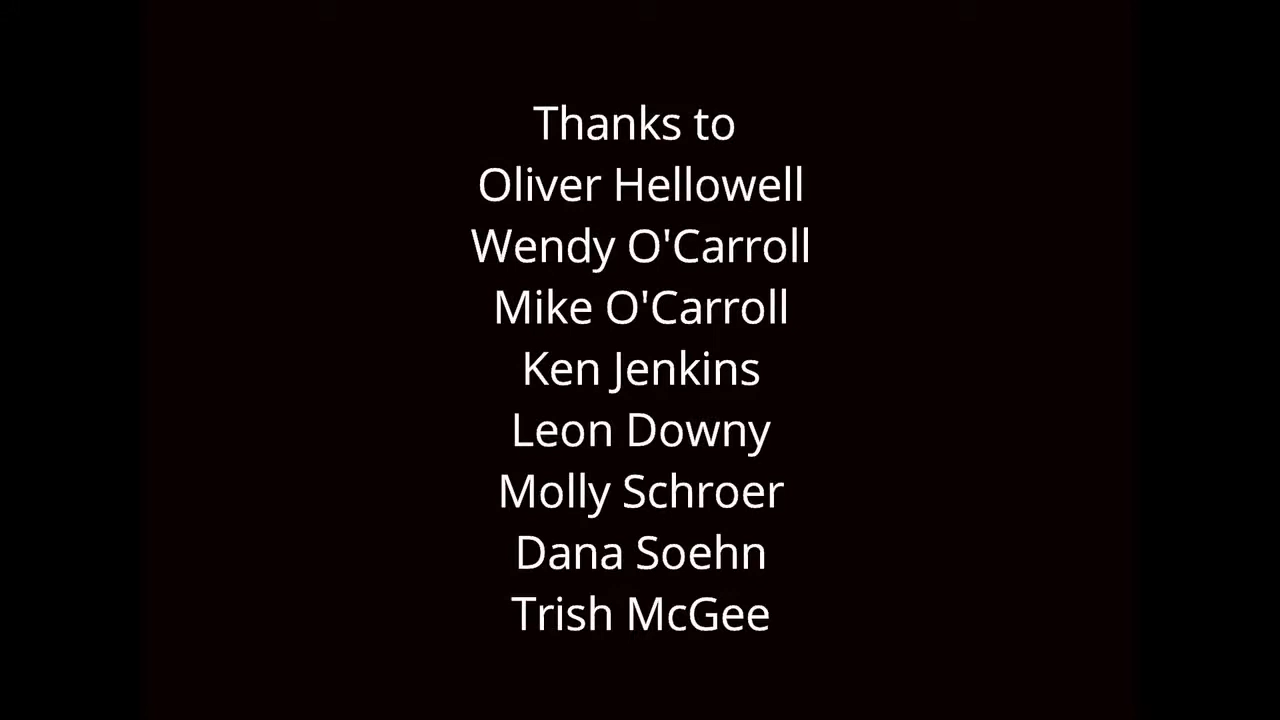 Thanks to
Oliver Hellowell
Wendy O'Carroll
Mike O'Carroll
Ken Jenkins
Leon Downy
Molly Schroer
Dana Soehn
Trish McGee